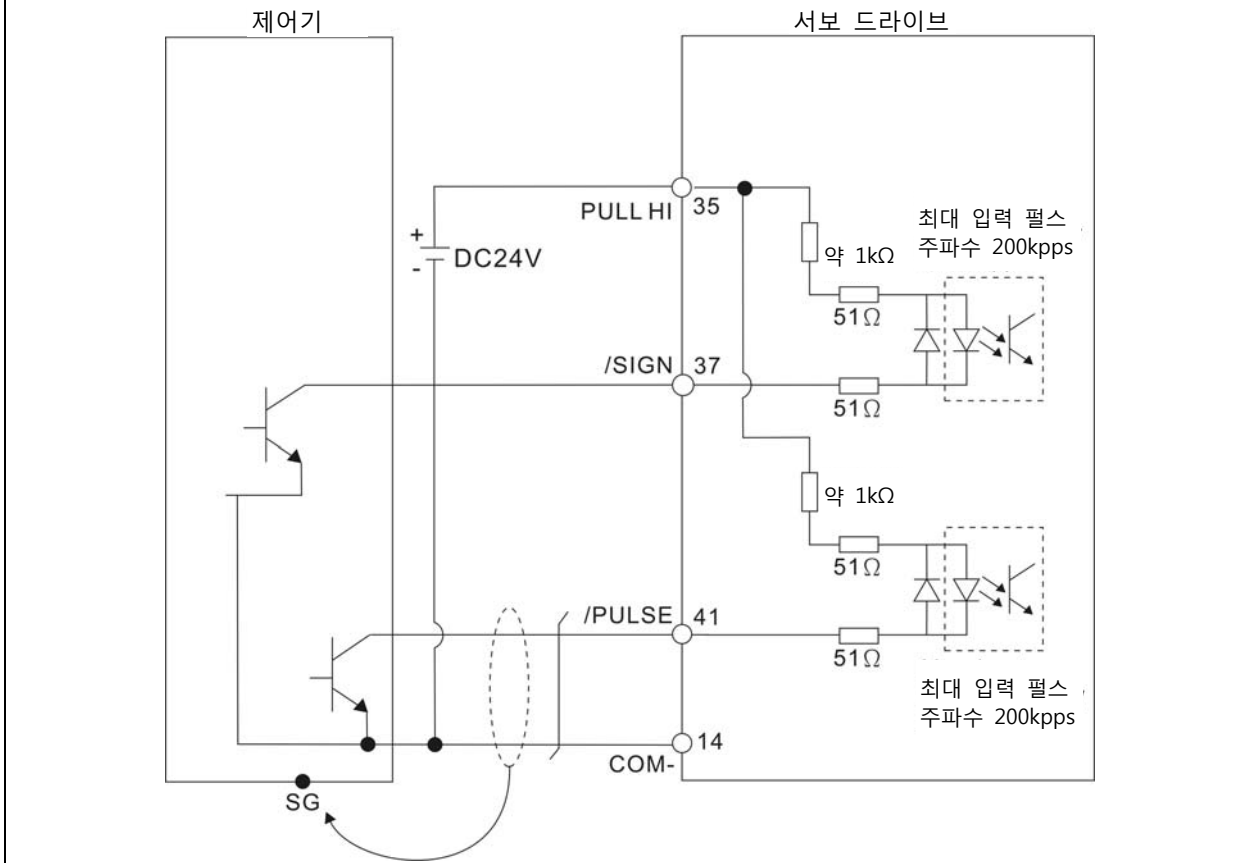 제어기
서보 드라이브
PULL HI
35
최대 입력 펄스
주파수 200kpps
+
-
DC24V
약 1kΩ
51Ω
/SIGN
37
51Ω
약 1kΩ
51Ω
/PULSE
41
51Ω
최대 입력 펄스
주파수 200kpps
14
COM-
SG